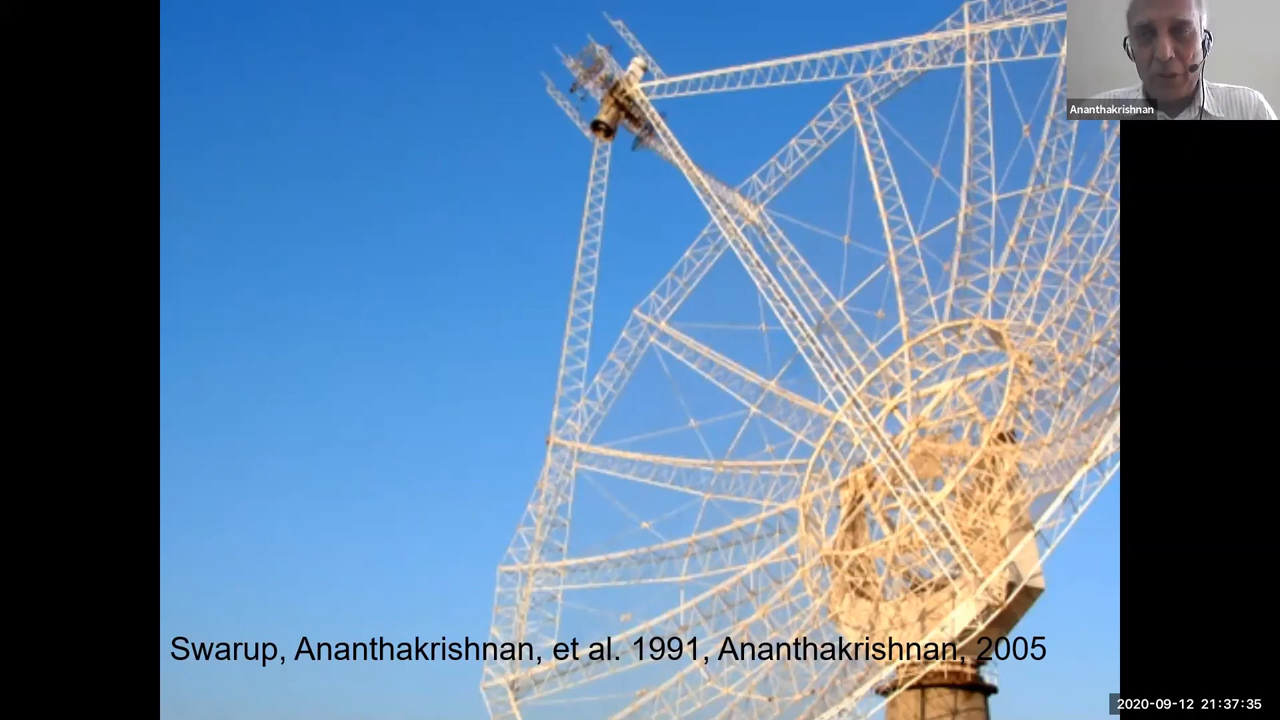 Ananthakrishnan
Swarup, Ananthakrishnan, et al. 1991, Ananthakrishnan, 2005
2020-09-12 21:37:35